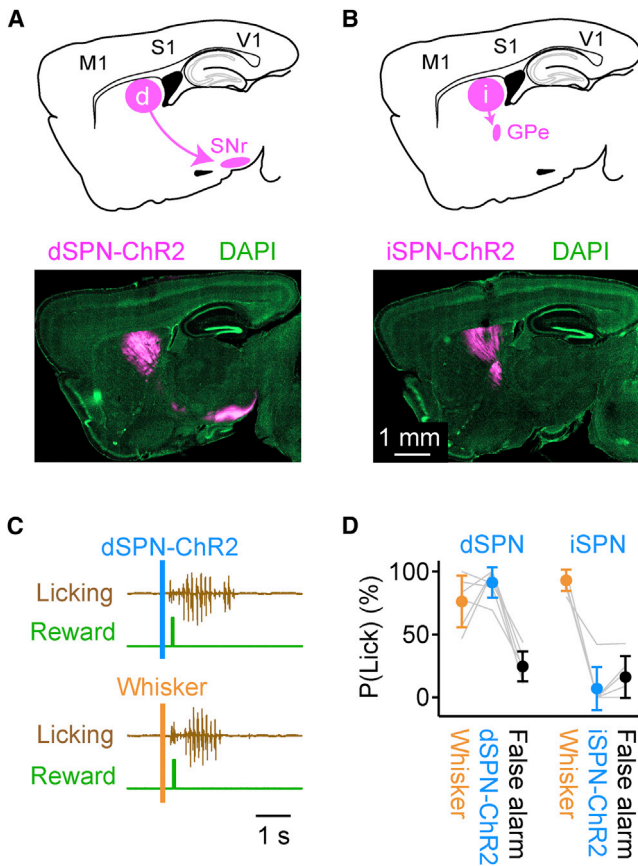 A
M1
S1
V1
d
SNr
dSPN-ChR2 DAPI
B
M1
S1
V1
i
GPe
iSPN-ChR2 DAPI
1 mm
C
dSPN-ChR2
Licking
Reward
Whisker
Licking
Reward
1 s
D
dSPN iSPN
P(Lick) (%)
100
50
0
Whisker
dSPN-ChR2
False alarm
Whisker
iSPN-ChR2
False alarm